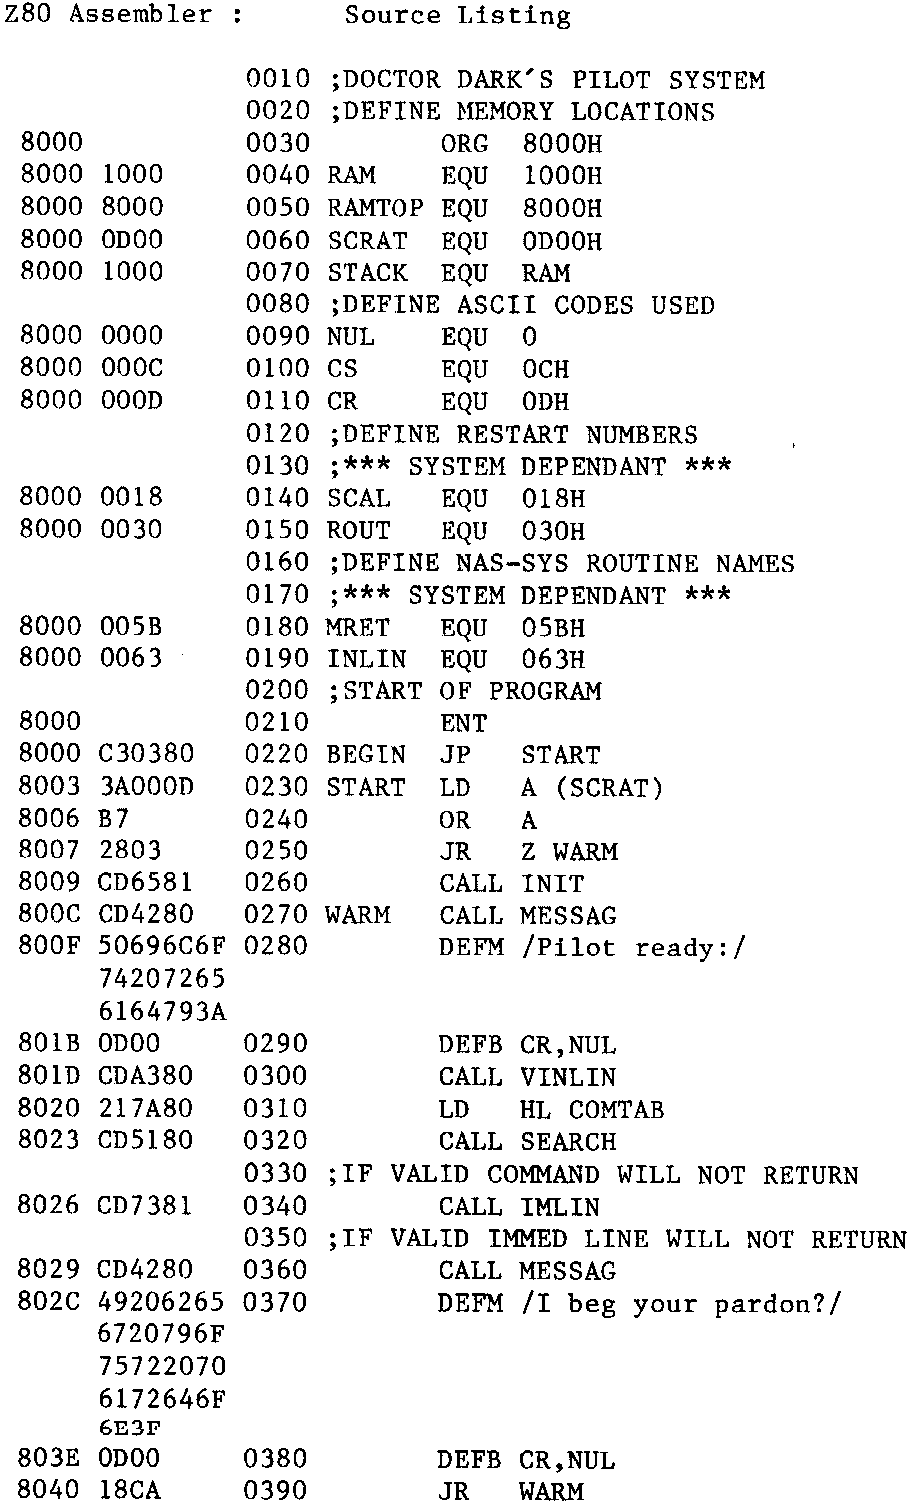 Z80 Assembler :      Source Listing
0010 ;DOCTOR DARK'S PILOT SYSTEM
0020 ;DEFINE MEMORY LOCATIONS
8000 0030 ORG 8000H
8000 1000 0040 RAM EQU 1000H
8000 8000 0050 RAMTOP EQU 8000H
8000 0D00 0060 SCRAT EQU 0D00H
8000 1000 0070 STACK EQU RAM
0080 ;DEFINE ASCII CODES USED
8000 0000 0090 NUL EQU 0
8000 000C 0100 CS EQU 0CH
8000 000D 0110 CR EQU 0DH
0120 ;DEFINE RESTART NUMBERS
0130 ;*** SYSTEM DEPENDANT ***
8000 0018 0140 SCAL EQU 018H
8000 0030 0150 ROUT EQU 030H
0160 ;DEFINE NAS-SYS ROUTINE NAMES
0170 ;*** SYSTEM DEPENDANT ***
8000 005B 0180 MRET EQU 05BH
8000 0063 0190 INLIN EQU 063H
0200 ;START OF PROGRAM
8000 0210 ENT
8000 C30380 0220 BEGIN JP START
8003 3A000D 0230 START LD A (SCRAT)
8006 B7 0240 OR A
8007 2803 0250 JR Z WARM
8009 CD6581 0260 CALL INIT
800C CD4280 0270 WARM CALL MESSAG
800F 50696C6F 0280 DEFM /Pilot ready:/
74207265
6164793A
801B 0D00 0290 DEFB CR,NUL
801D CDA380 0300 CALL VINLIN
8020 217A80 0310 LD HL COMTAB
8023 CD5180 0320 CALL SEARCH
0330 ;IF VALID COMMAND WILL NOT RETURN
8026 CD7381 0340 CALL IMLIN
0350 ;IF VALID IMMED LINE WILL NOT RETURN
8029 CD4280 0360 CALL MESSAG
802C 49206265 0370 DEFM /I beg your pardon?/
6720796F
75722070
6172646F
6E3F
803E 0D00 0380 DEFB CR,NUL
8040 18CA 0390 JR WARM